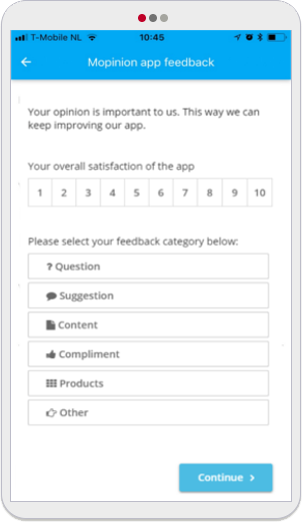 T-Mobile NL
10:45
Mopinion app feedback
Your opinion is important to us. This way we can
keep improving our app.
Your overall satisfaction of the app
1 2 3 4 5 6 7 8 9 10
Please select your feedback category below:
? Question
Suggestion
Content
Compliment
Products
Other
Continue >